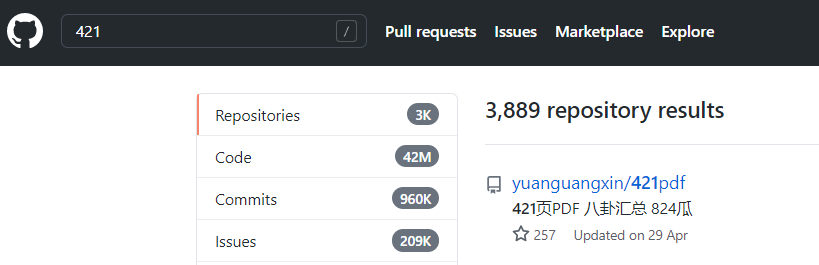 421 / Pull requests Issues Marketplace Explore
Repositories 3K
Code 42M
Commits 960K
Issues 209K
3,889 repository results
yuanguangxin/421pdf
421页PDF 八卦汇总 824瓜
257 Updated on 29 Apr